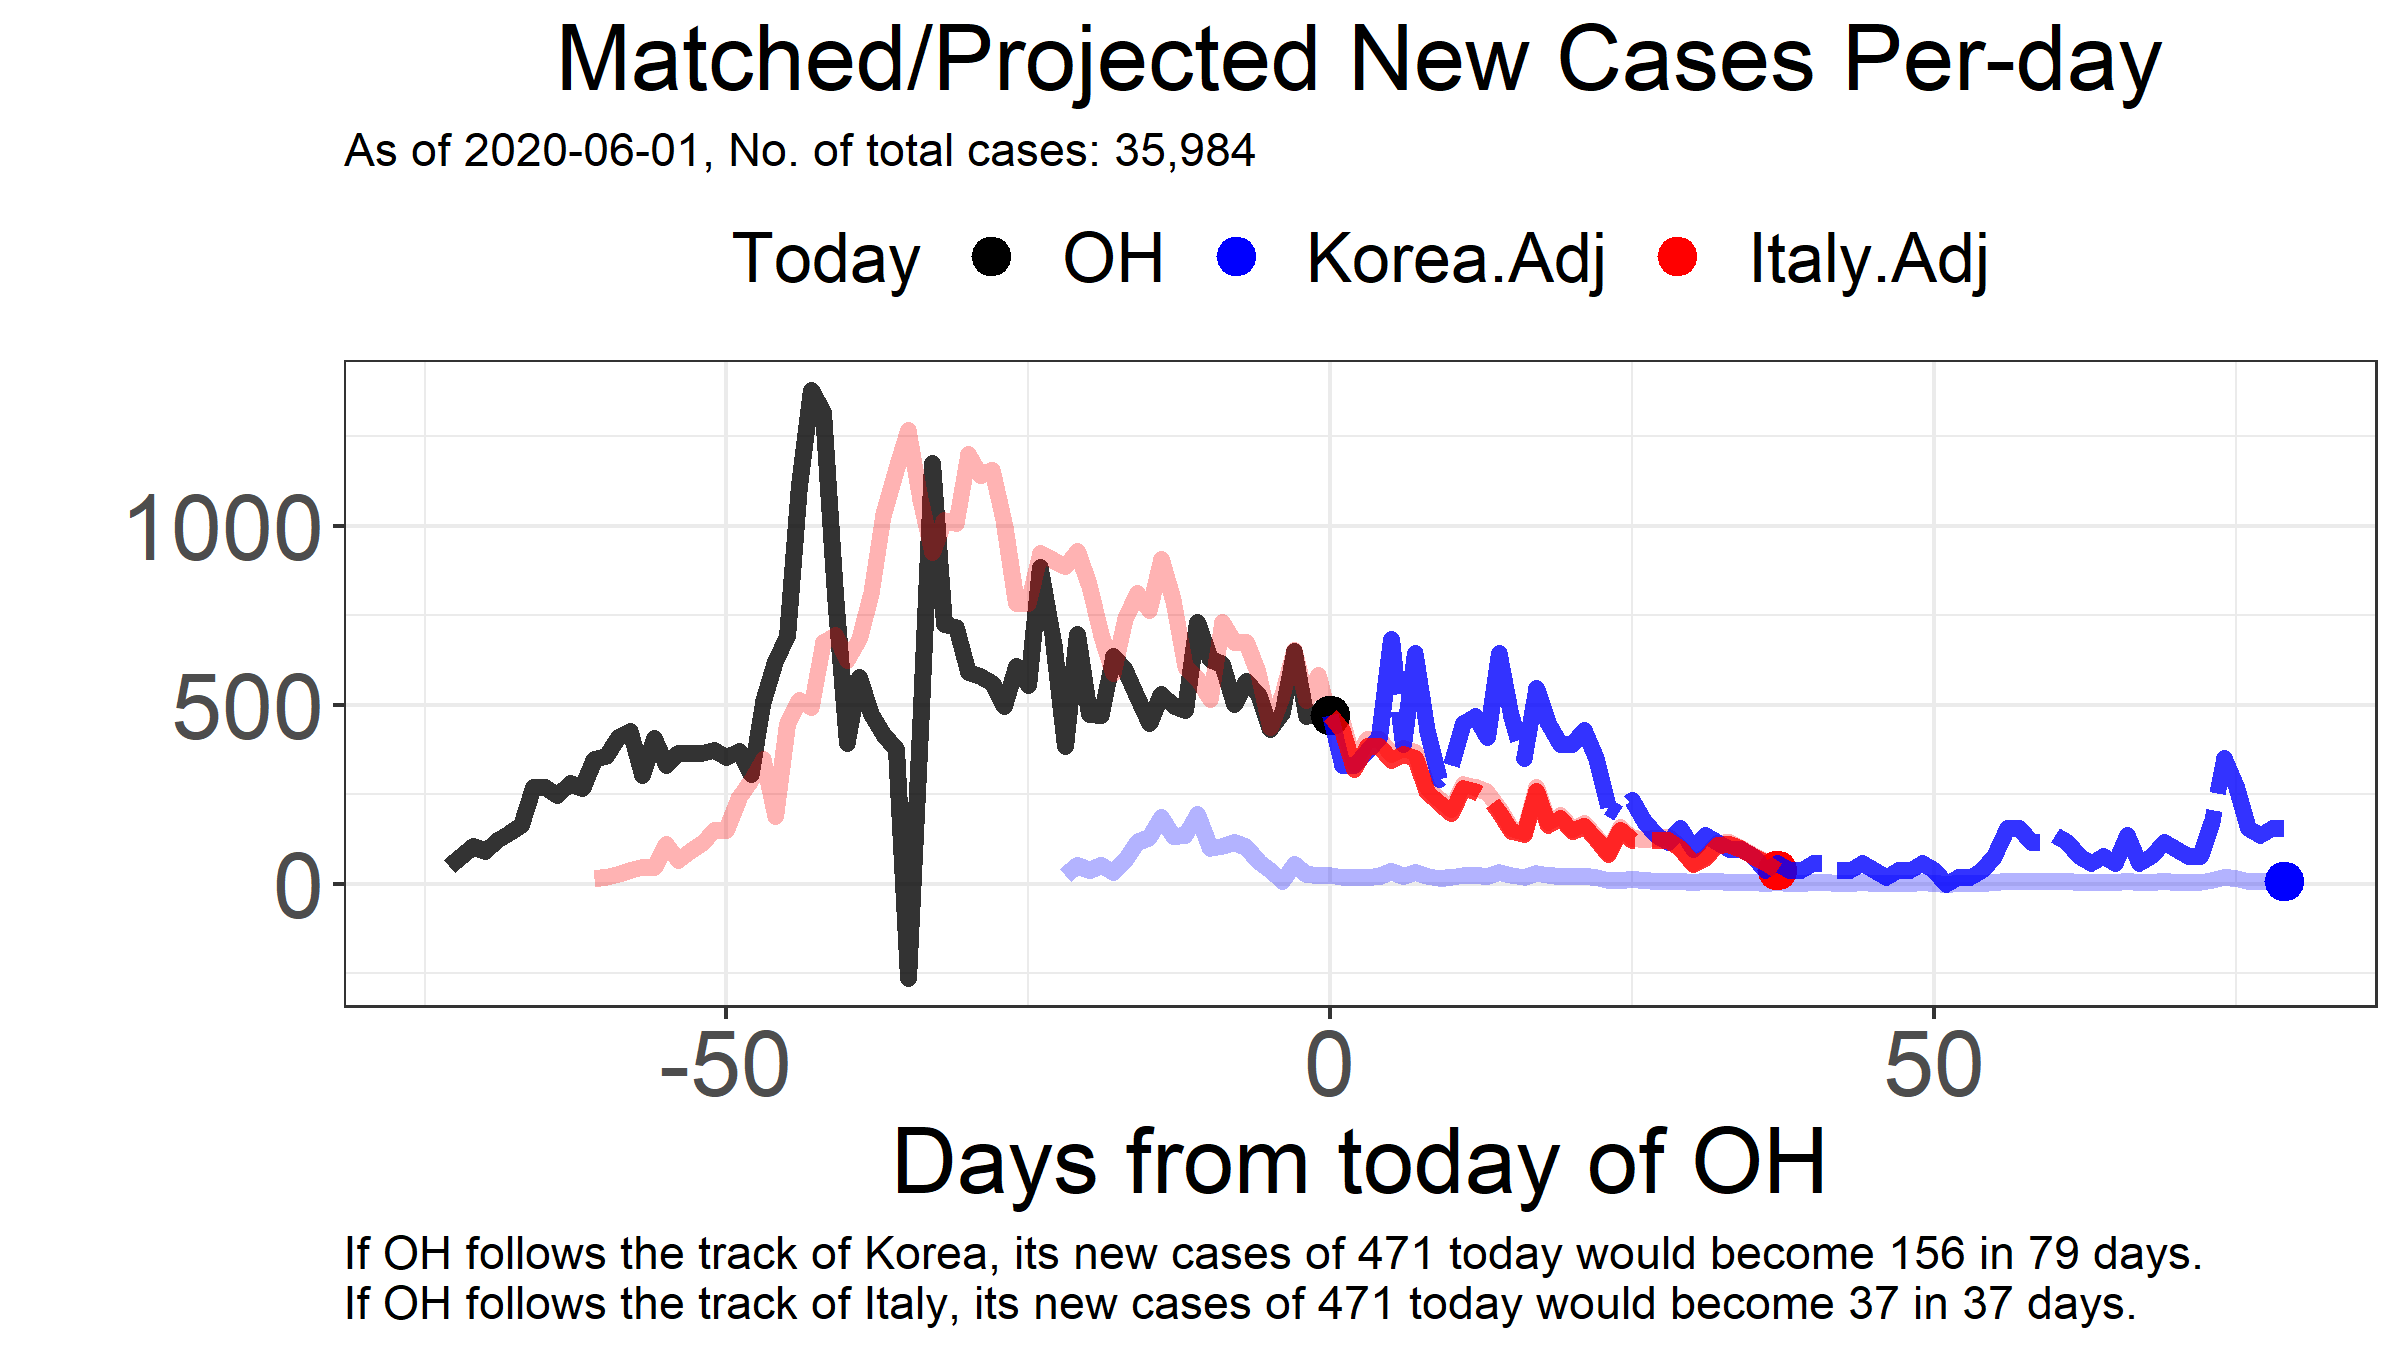 Matched/Projected New Cases Per-day
As of 2020-06-01, No. of total cases: 35,984
Today OH Korea.Adj Italy.Adj
1000
500
0
-50 0 50
Days from today of OH
If OH follows the track of Korea, its new cases of 471 today would become 156 in 79 days.
If OH follows the track of Italy, its new cases of 471 today would become 37 in 37 days.